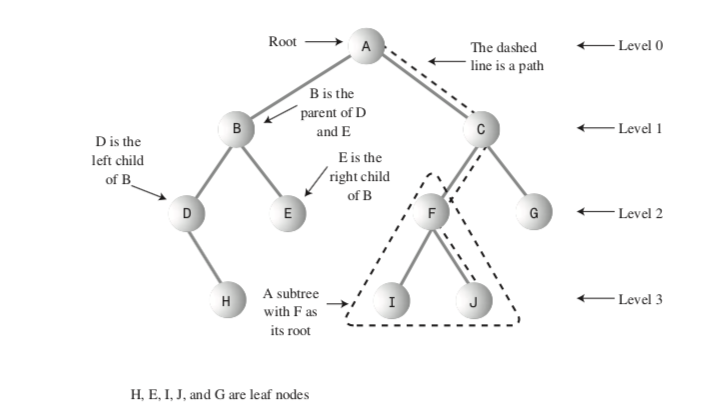 Root
A
The dashed
line is a path
Level 0
B is the
parent of D
and E
B
C
Level 1
D is the
left child
of B
E is the
right child
of B
D
E
F
G
Level 2
A subtree
with F as
its root
H
I
J
Level 3
H, E, I, J, and G are leaf nodes